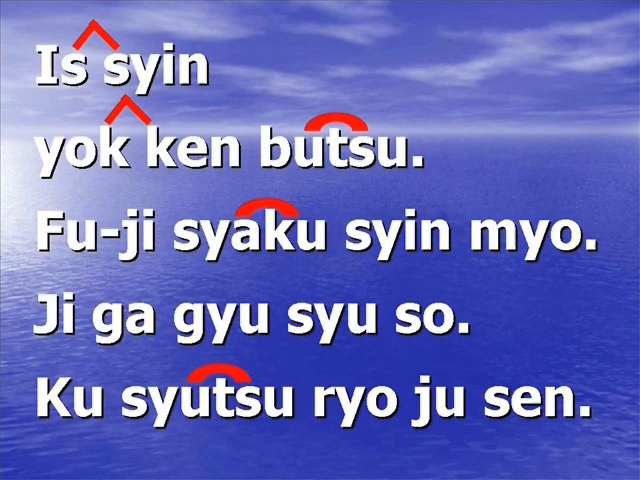 Is syin
yok ken butsu.
Fu-ji syaku syin myo.
Ji ga gyu syu so.
Ku syutsu ryo ju sen.